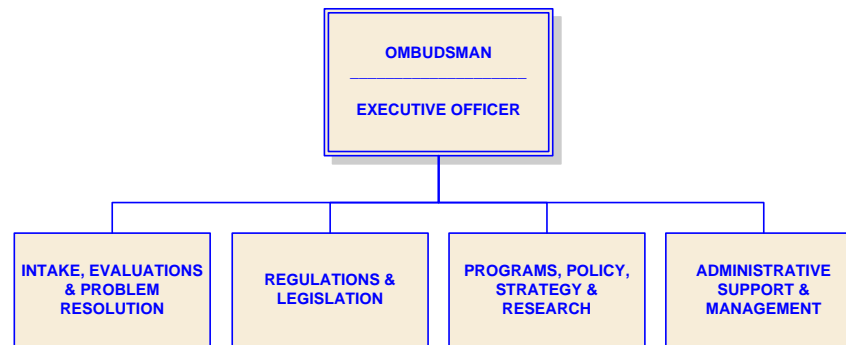 OMBUDSMAN
EXECUTIVE OFFICER
INTAKE, EVALUATIONS
& PROBLEM
RESOLUTION
REGULATIONS &
LEGISLATION
PROGRAMS, POLICY,
STRATEGY &
RESEARCH
ADMINISTRATIVE
SUPPORT &
MANAGEMENT